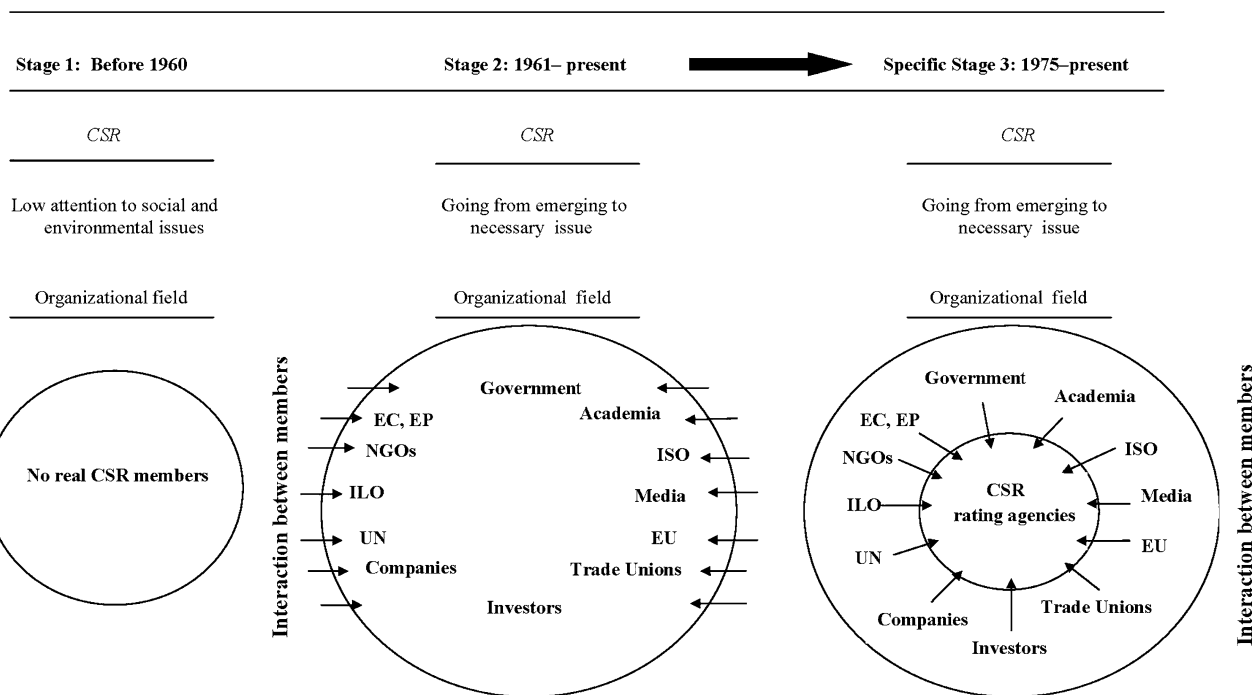 Stage 1: Before 1960
Stage 2: 1961– present
Specific Stage 3: 1975–present
CSR
CSR
CSR
Low attention to social and
environmental issues
Going from emerging to
necessary issue
Going from emerging to
necessary issue
Organizational field
Organizational field
Organizational field
No real CSR members
Interaction between members
Government
Academia
EC, EP
NGOs
ISO
ILO
Media
UN
EU
Companies
Trade Unions
Investors
Government
Academia
EC, EP
ISO
NGOs
CSR
rating agencies
ILO
Media
UN
EU
Companies
Trade Unions
Investors
Interaction between members